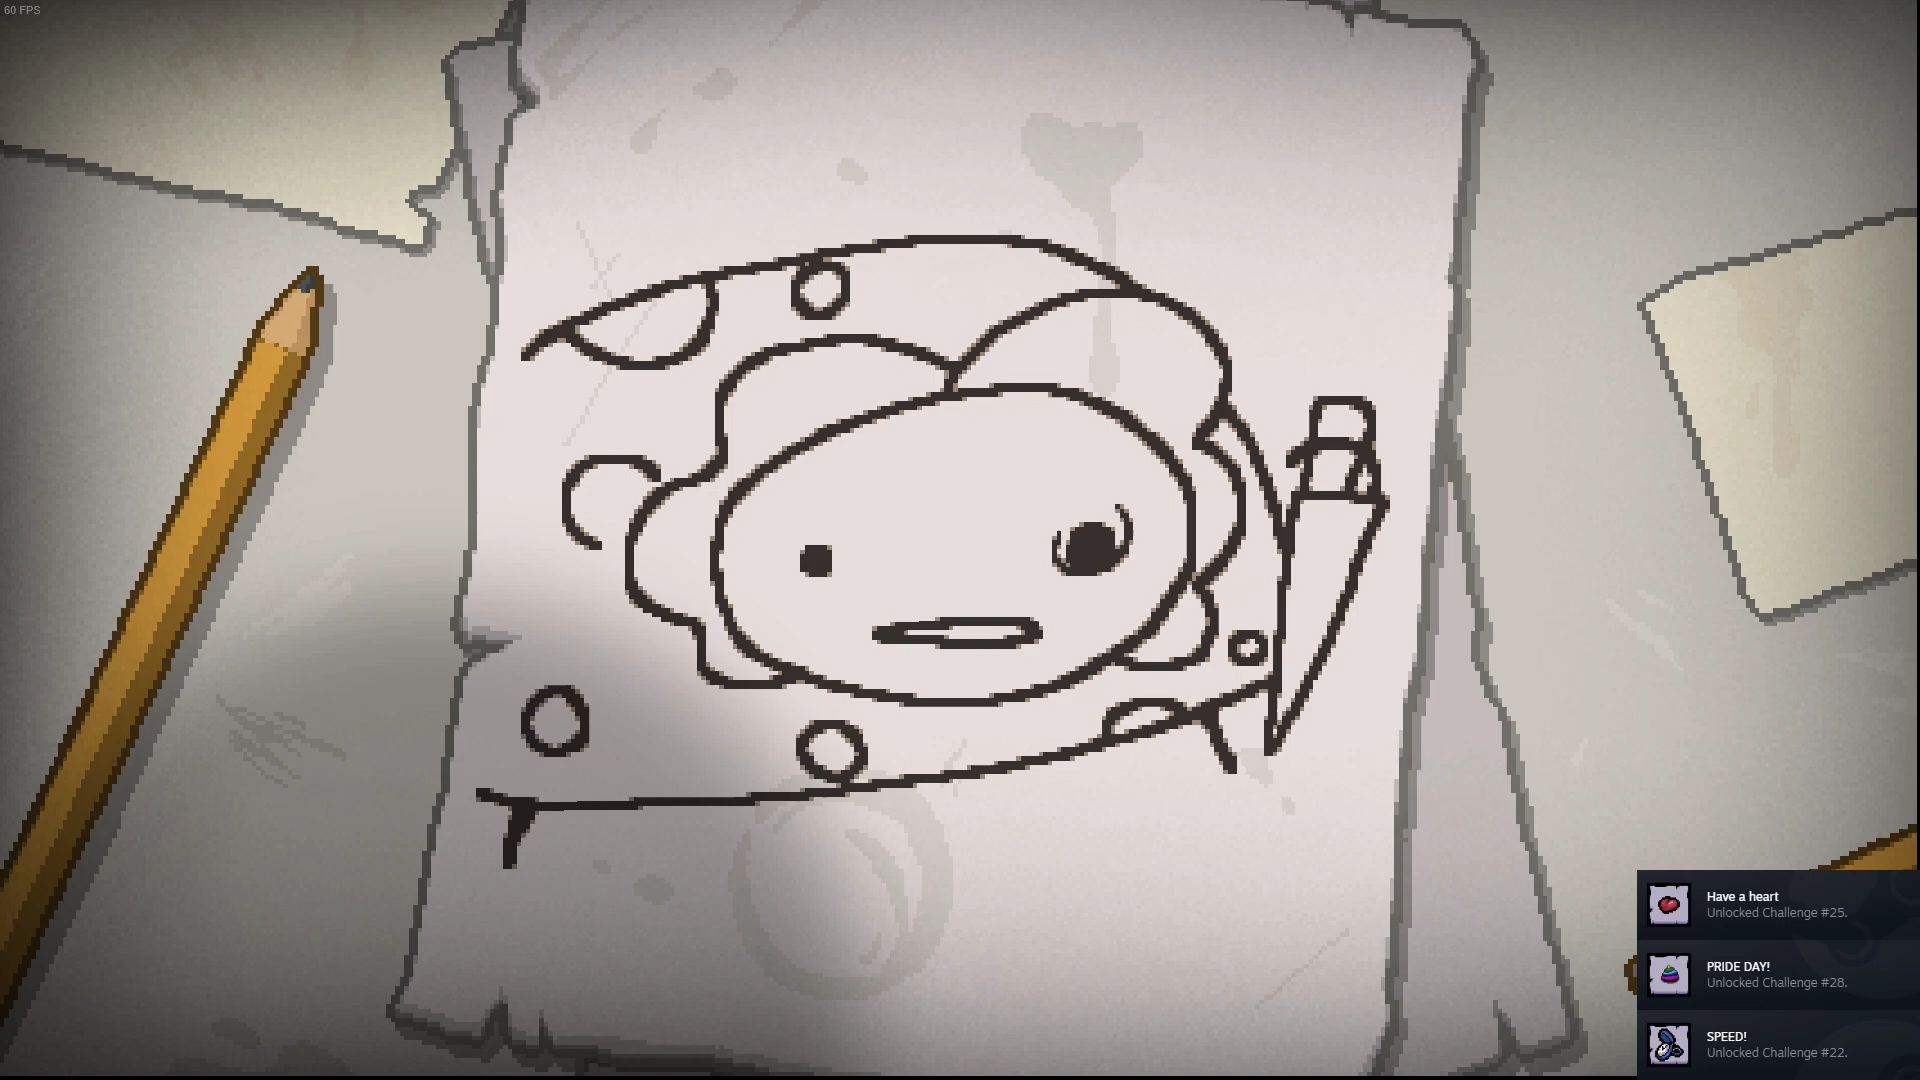 60 FPS
Have a heart
Unlocked Challenge #25.
PRIDE DAY!
Unlocked Challenge #28.
SPEED!
Unlocked Challenge #22.